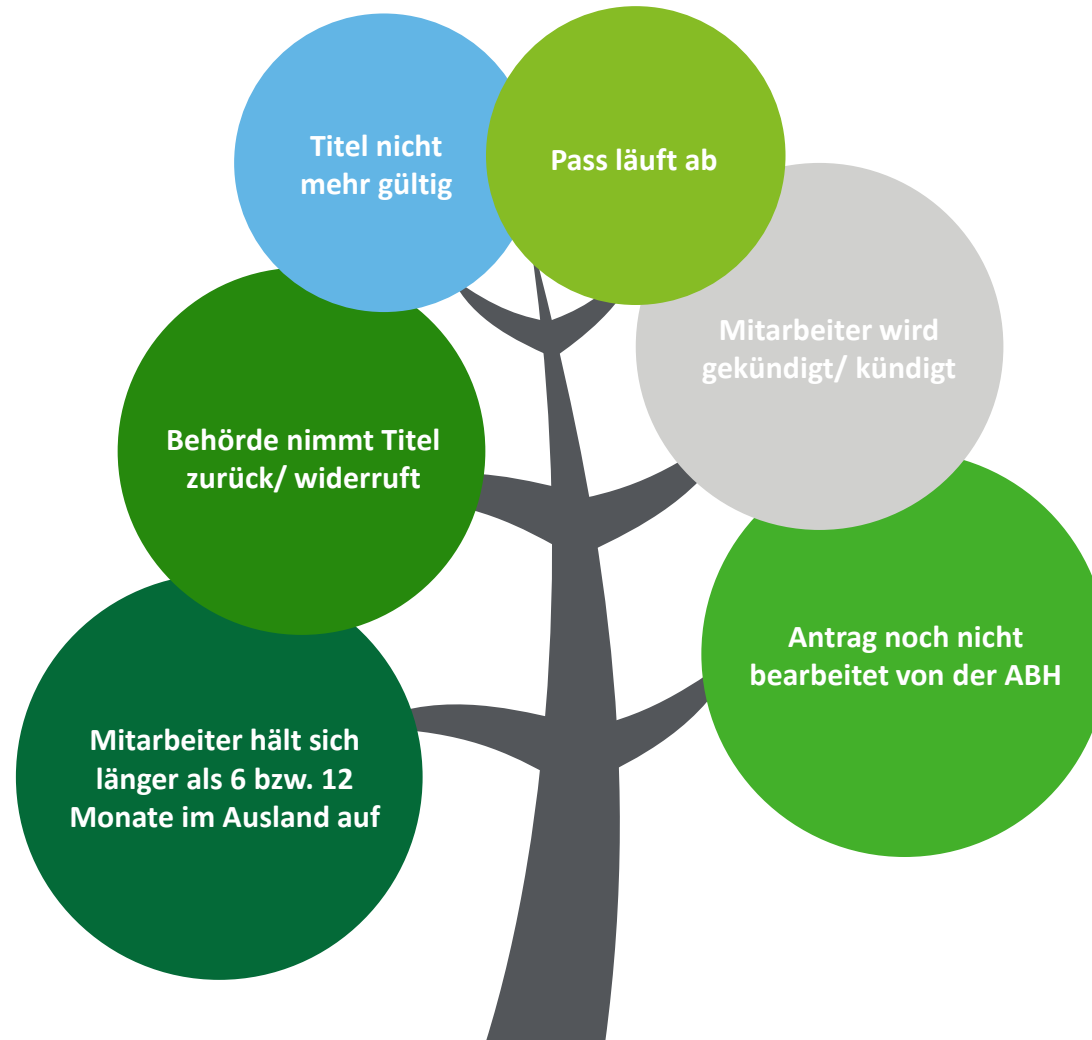 Titel nicht
mehr gültig
Pass läuft ab
Mitarbeiter wird
gekündigt/ kündigt
Behörde nimmt Titel
zurück/ widerruft
Antrag noch nicht
bearbeitet von der ABH
Mitarbeiter hält sich
länger als 6 bzw. 12
Monate im Ausland auf